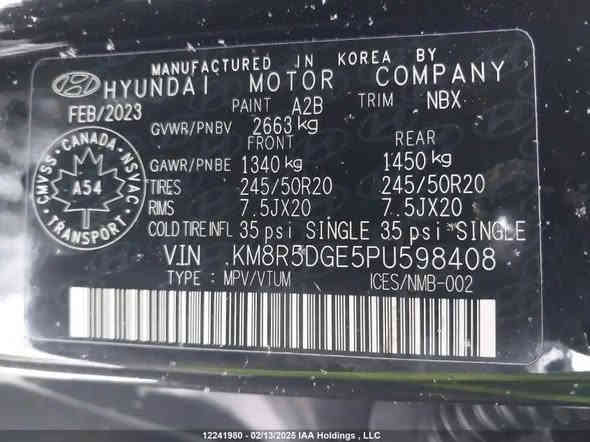 MANUFACTURED IN KOREA BY
HYUNDAI MOTOR COMPANY
FEB/2023 PAINT A2B TRIM NBX
GVWR/PNBV 2663 kg
FRONT REAR
GAWR/PNBE 1340 kg 1450 kg
TIRES 245/50R20 245/50R20
RIMS 7.5JX20 7.5JX20
COLD TIRE INFL 35 psi SINGLE 35 psi SINGLE
VIN KM8R5DGE5PU598408
TYPE : MPV/VTUM ICES/NMB-002
CMVSS · CANADA · NSVAC
A54
TRANSPORT
12241980 - 02/13/2025 IAA Holdings , LLC